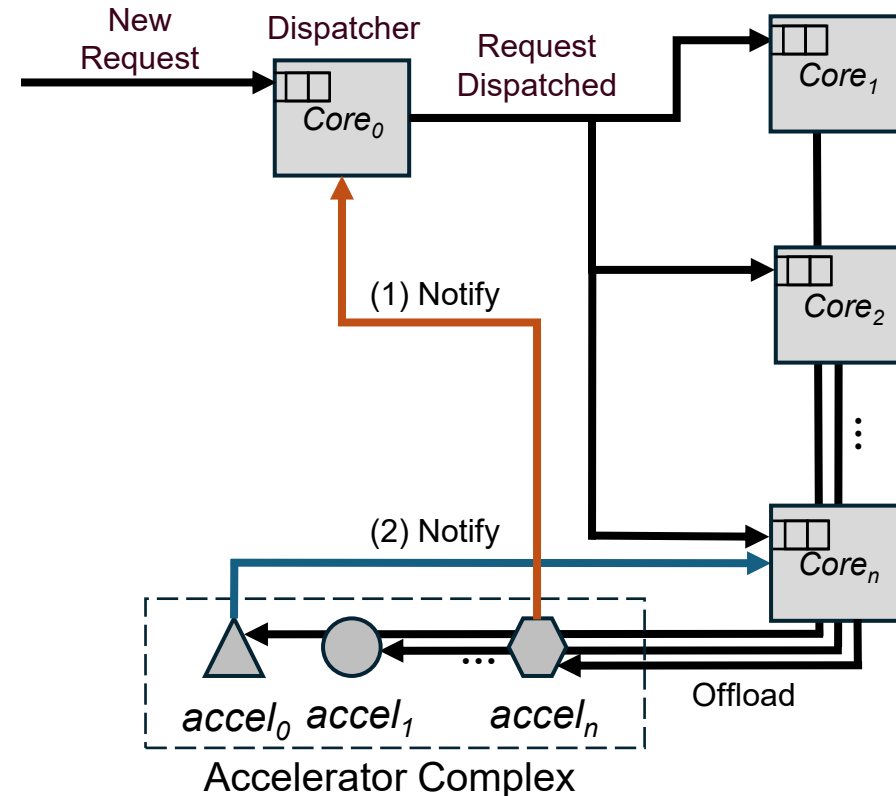 New
Request
Dispatcher
Request
Dispatched
Core0
Core1
(1) Notify
Core2
...
(2) Notify
Coren
...
Offload
accel0 accel1 acceln
Accelerator Complex